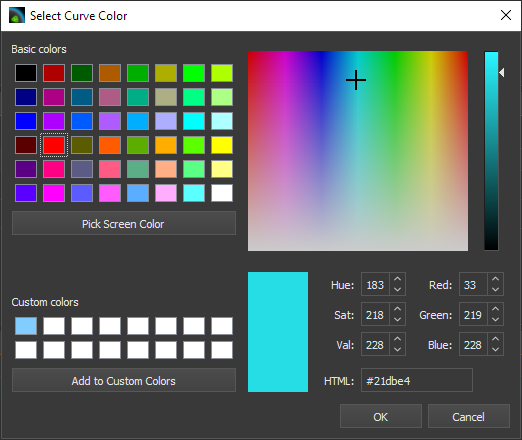 Select Curve Color
Basic colors
Pick Screen Color
Custom colors
Add to Custom Colors
Hue: 183 Red: 33
Sat: 218 Green: 219
Val: 228 Blue: 228
HTML: #21dbe4
OK Cancel